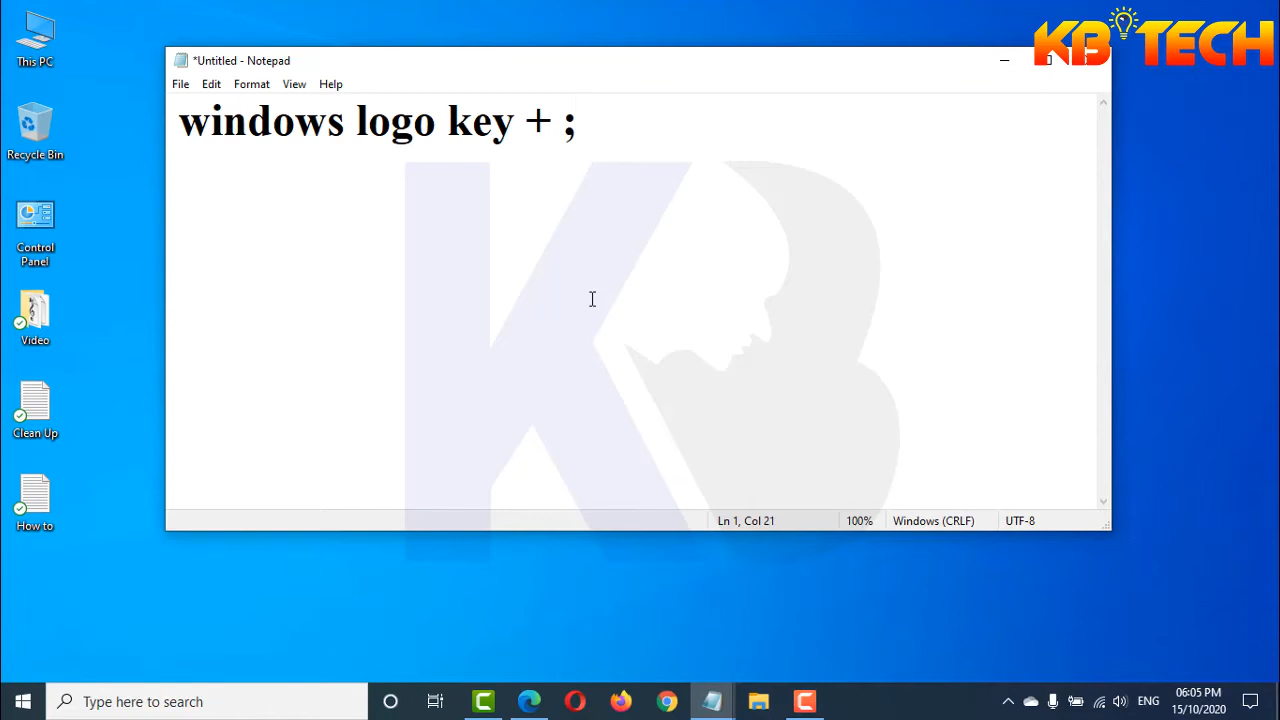 KB TECH
This PC
*Untitled - Notepad
File Edit Format View Help
windows logo key + ;
Recycle Bin
Control
Panel
Video
Clean Up
How to
KB
Ln 1, Col 21 100% Windows (CRLF) UTF-8
Type here to search
ENG
06:05 PM
15/10/2020